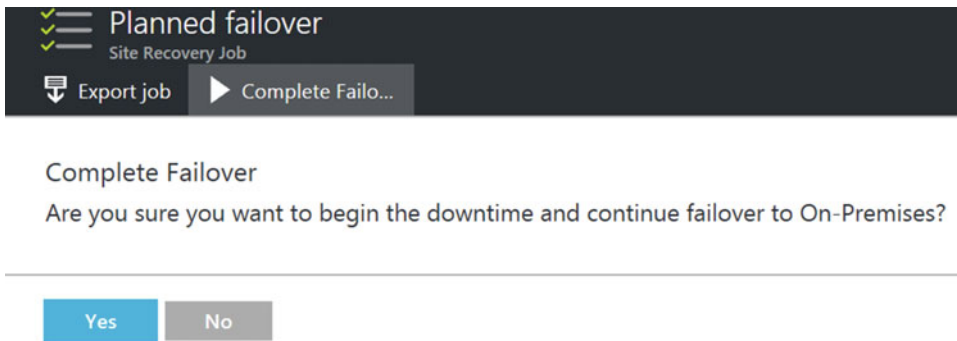 Planned failover
Site Recovery Job
Export job
Complete Failo...
Complete Failover
Are you sure you want to begin the downtime and continue failover to On-Premises?
Yes
No